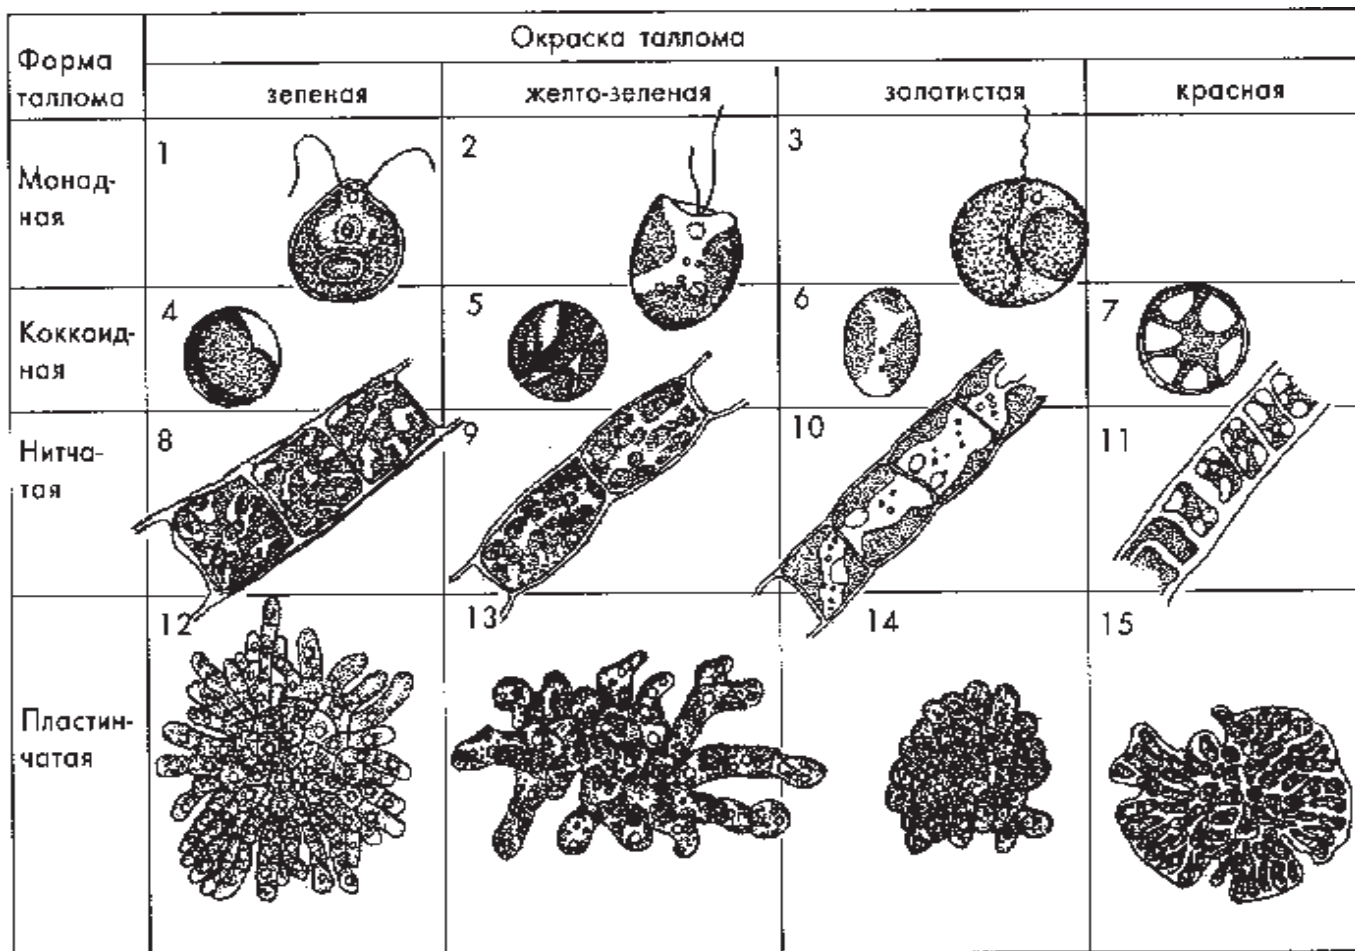 Форма
таллома
Окраска таллома
зеленая
желто-зеленая
золотистая
красная
Монад-
ная
1
2
3
Коккоид-
ная
4
5
6
7
Нитча-
тая
8
9
10
11
Пластин-
чатая
12
13
14
15